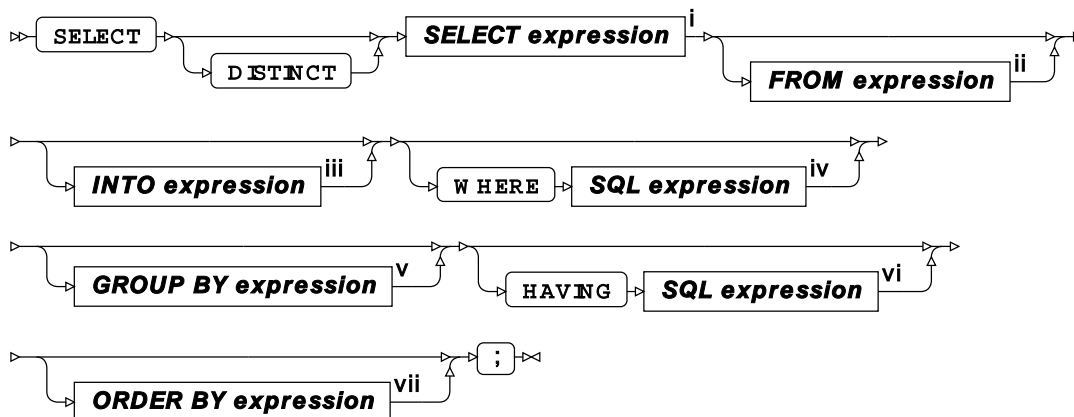 SELECT DISTINCT SELECT expression i FROM expression ii
INTO expression iii WHERE SQL expression iv
GROUP BY expression v HAVING SQL expression vi
ORDER BY expression vii ;